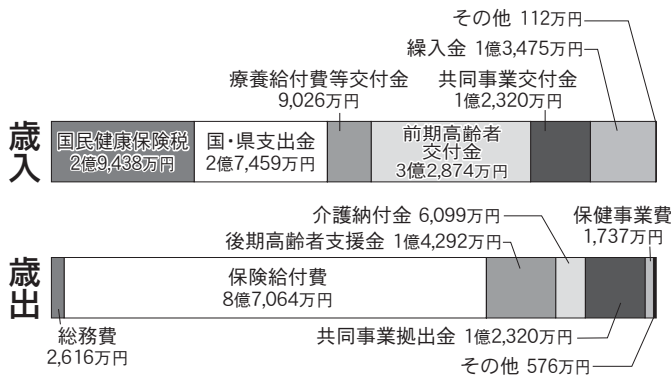 その他 112万円
繰入金 1億3,475万円
療養給付費等交付金
9,026万円
共同事業交付金
1億2,320万円
歳入
国民健康保険税
2億9,438万円
国・県支出金
2億7,459万円
前期高齢者
交付金
3億2,874万円
介護納付金 6,099万円
保健事業費
1,737万円
後期高齢者支援金 1億4,292万円
歳出
保険給付費
8億7,064万円
総務費
2,616万円
共同事業拠出金 1億2,320万円
その他 576万円